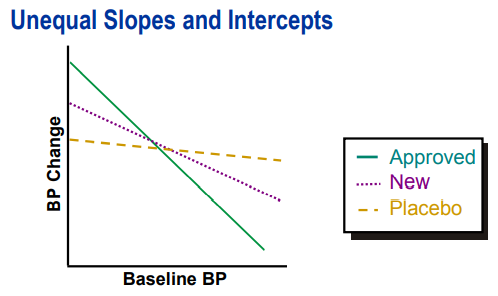 Unequal Slopes and Intercepts
BP Change
Baseline BP
Approved
New
Placebo